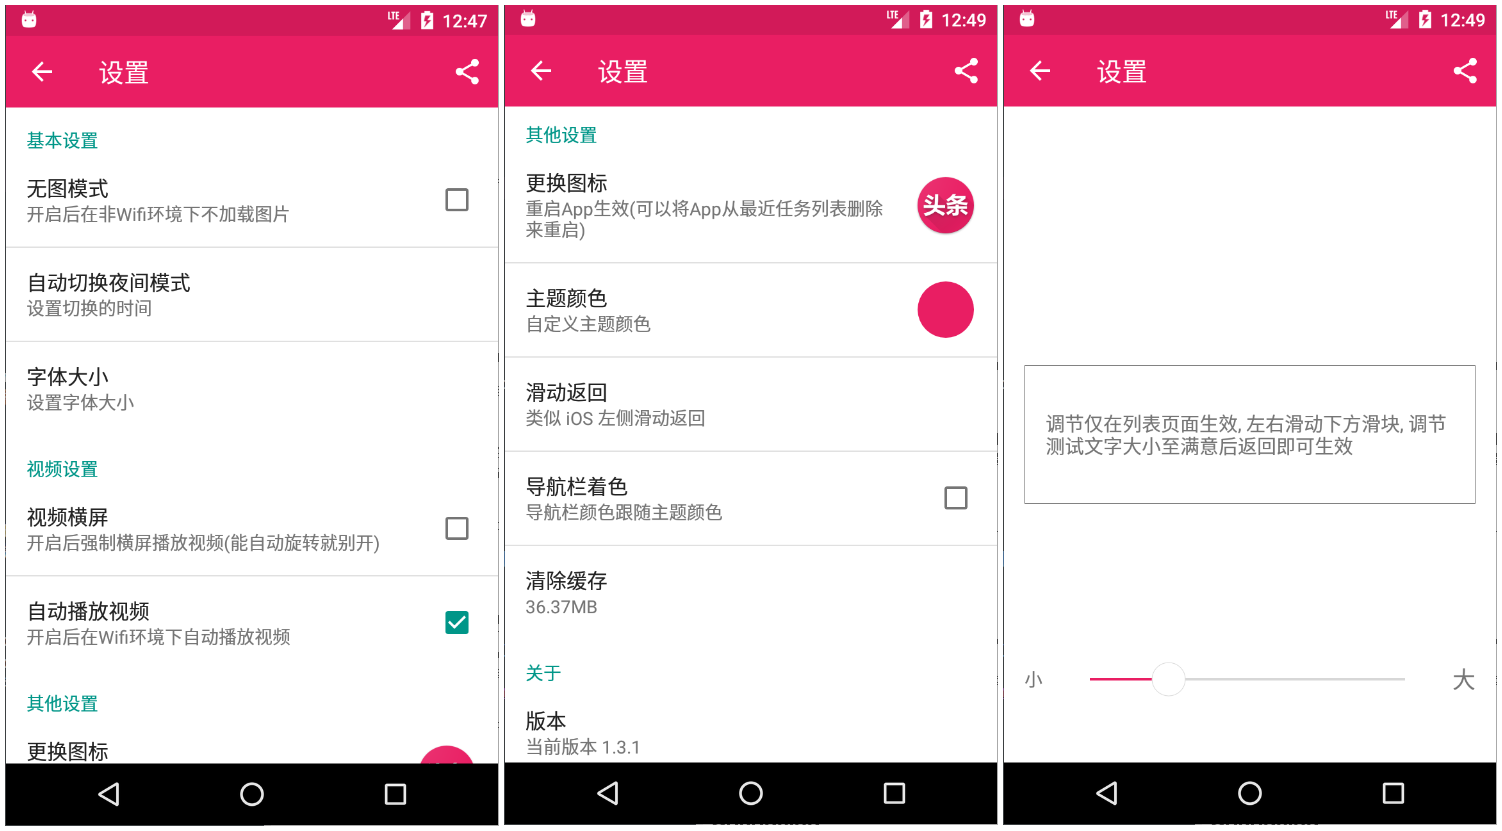 LTE 12:47
设置
基本设置
无图模式
开启后在非Wifi环境下不加载图片
自动切换夜间模式
设置切换的时间
字体大小
设置字体大小
视频设置
视频横屏
开启后强制横屏播放视频(能自动旋转就别开)
自动播放视频
开启后在Wifi环境下自动播放视频
其他设置
更换图标
LTE 12:49
设置
其他设置
更换图标
重启App生效(可以将App从最近任务列表删除
来重启)
头条
主题颜色
自定义主题颜色
滑动返回
类似 iOS 左侧滑动返回
导航栏着色
导航栏颜色跟随主题颜色
清除缓存
36.37MB
关于
版本
当前版本 1.3.1
LTE 12:49
设置
调节仅在列表页面生效, 左右滑动下方滑块, 调节
测试文字大小至满意后返回即可生效
小 大